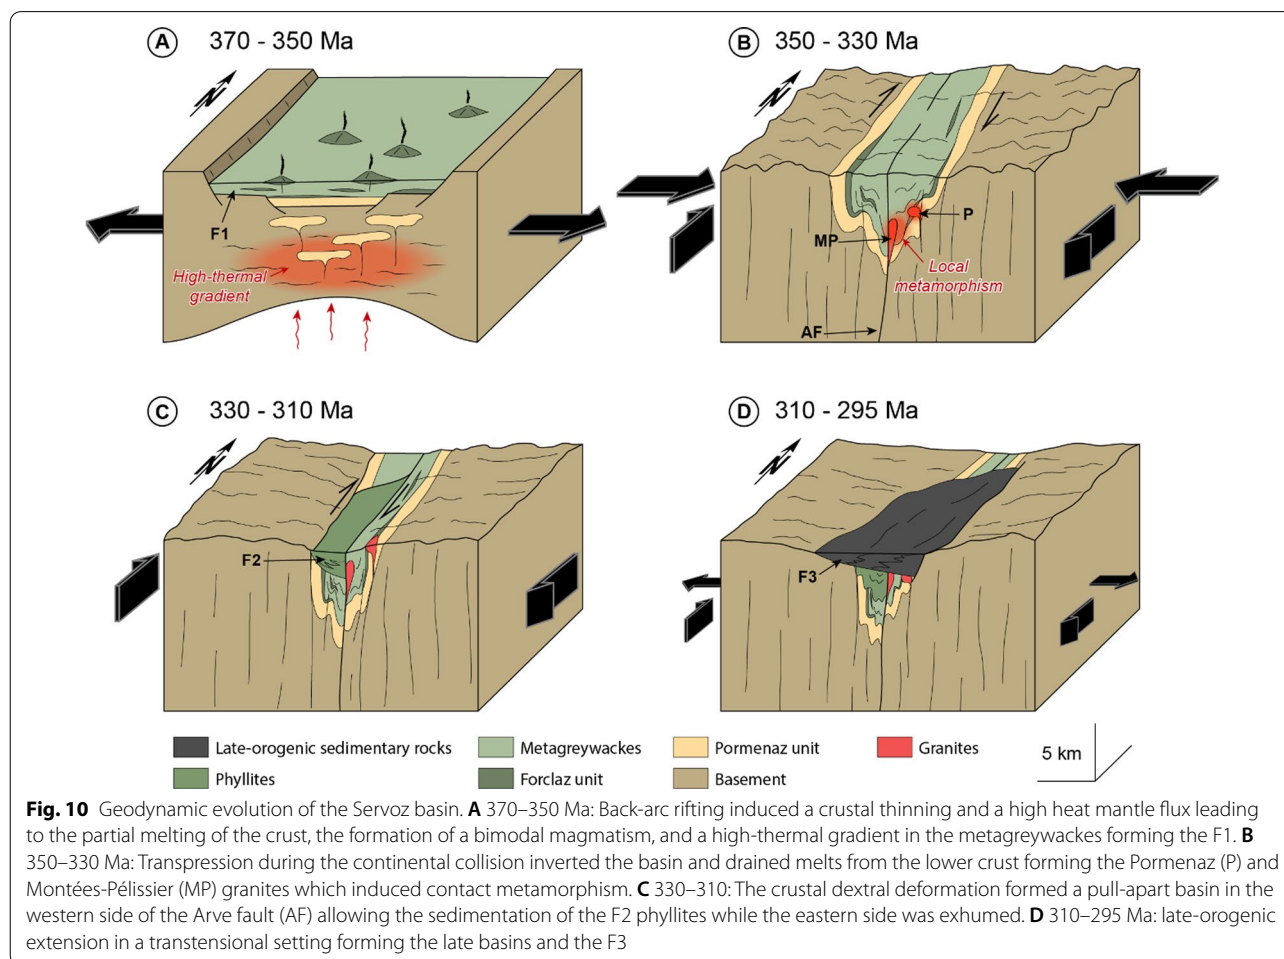 A 370 - 350 Ma
N
F1
High-thermal
gradient
B 350 - 330 Ma
N
P
MP
Local
metamorphism
AF
C 330 - 310 Ma
N
F2
D 310 - 295 Ma
N
F3
Late-orogenic sedimentary rocks
Metagreywackes
Pormenaz unit
Granites
Phyllites
Forclaz unit
Basement
5 km
Fig. 10 Geodynamic evolution of the Servoz basin. A 370–350 Ma: Back-arc rifting induced a crustal thinning and a high heat mantle flux leading
to the partial melting of the crust, the formation of a bimodal magmatism, and a high-thermal gradient in the metagreywackes forming the F1. B
350–330 Ma: Transpression during the continental collision inverted the basin and drained melts from the lower crust forming the Pormenaz (P) and
Montées-Pélissier (MP) granites which induced contact metamorphism. C 330–310: The crustal dextral deformation formed a pull-apart basin in the
western side of the Arve fault (AF) allowing the sedimentation of the F2 phyllites while the eastern side was exhumed. D 310–295 Ma: late-orogenic
extension in a transtensional setting forming the late basins and the F3